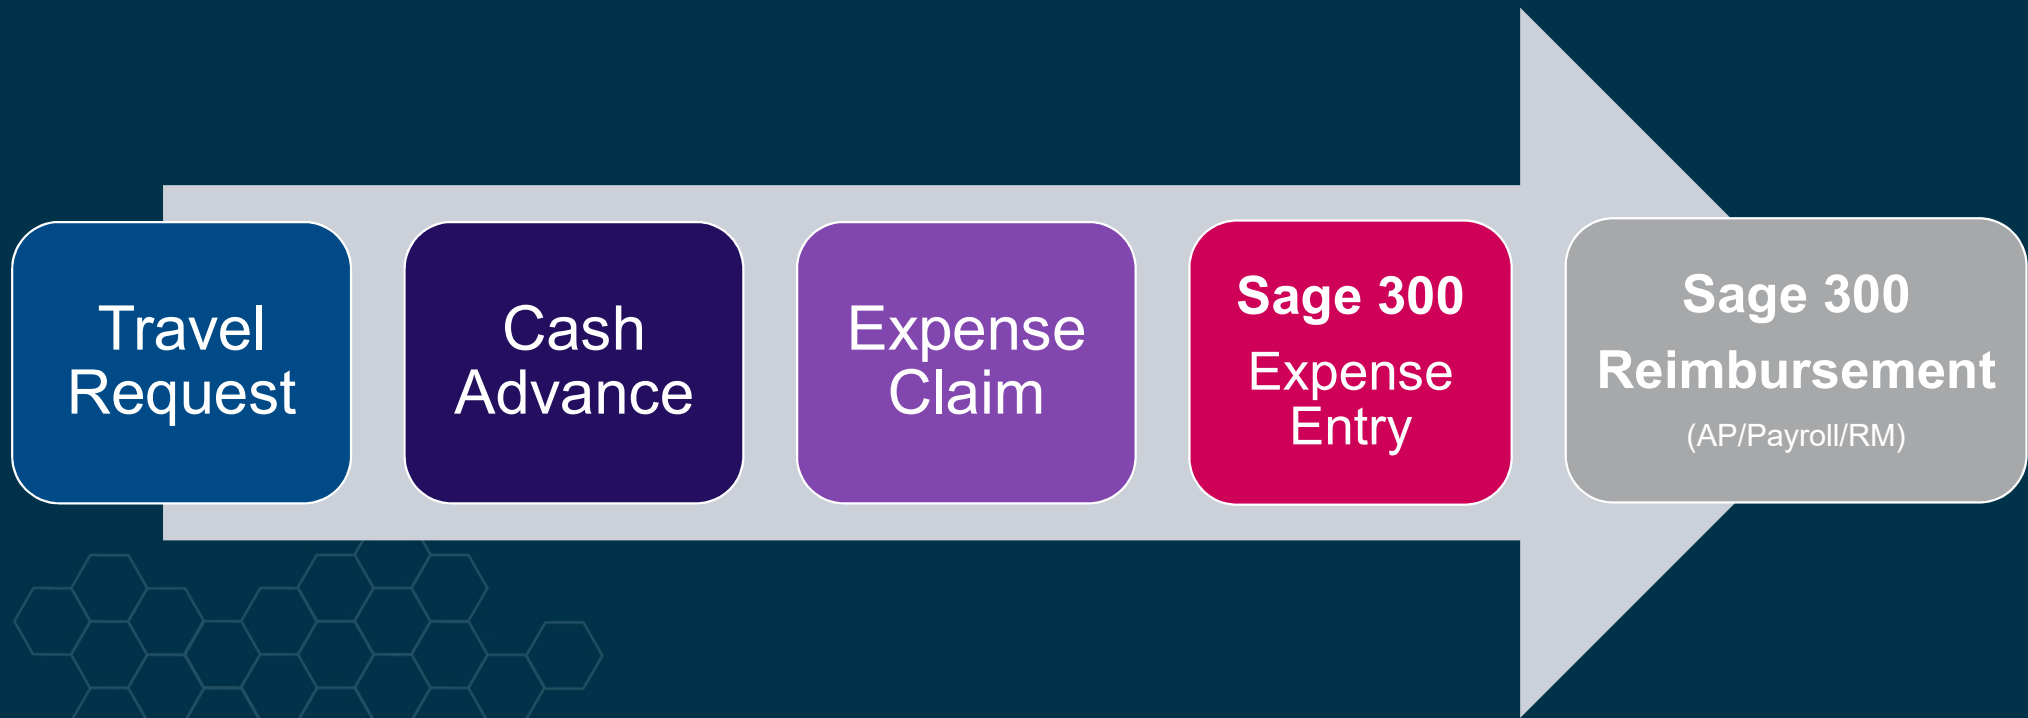 Travel
Request
Cash
Advance
Expense
Claim
Sage 300
Expense
Entry
Sage 300
Reimbursement
(AP/Payroll/RM)